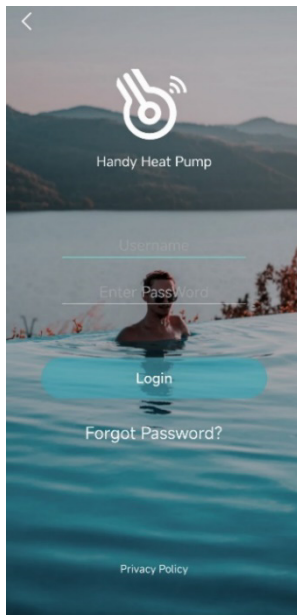 Handy Heat Pump
Username
Enter PassWord
Login
Forgot Password?
Privacy Policy